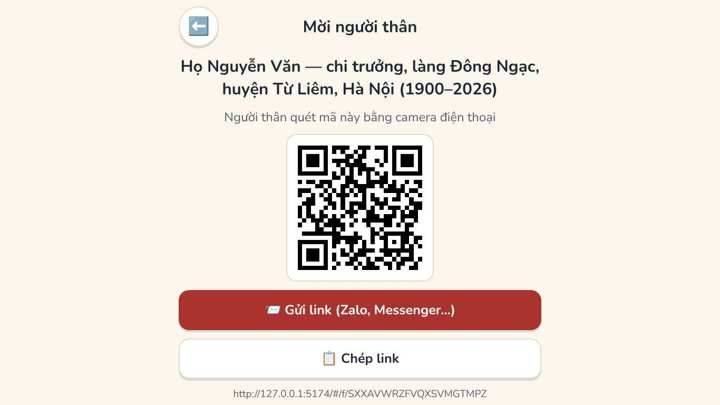 Mời người thân
Họ Nguyễn Văn — chi trưởng, làng Đông Ngạc,
huyện Từ Liêm, Hà Nội (1900–2026)
Người thân quét mã này bằng camera điện thoại
Gửi link (Zalo, Messenger...)
Chép link
http://127.0.0.1:5174/#/f/SXXAVWRZFVQXSVMGTMPZ